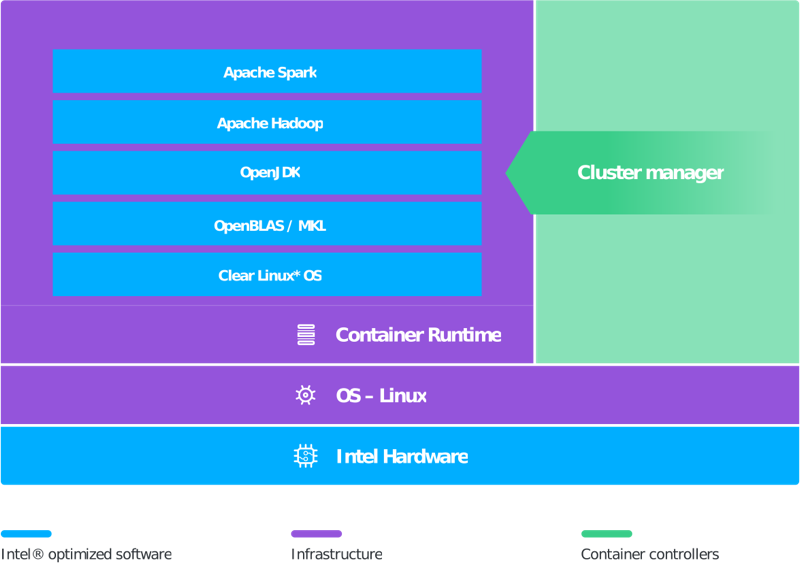 Apache Spark
Apache Hadoop
OpenJDK
Cluster manager
OpenBLAS / MKL
Clear Linux* OS
Container Runtime
OS – Linux
Intel Hardware
Intel® optimized software
Infrastructure
Container controllers